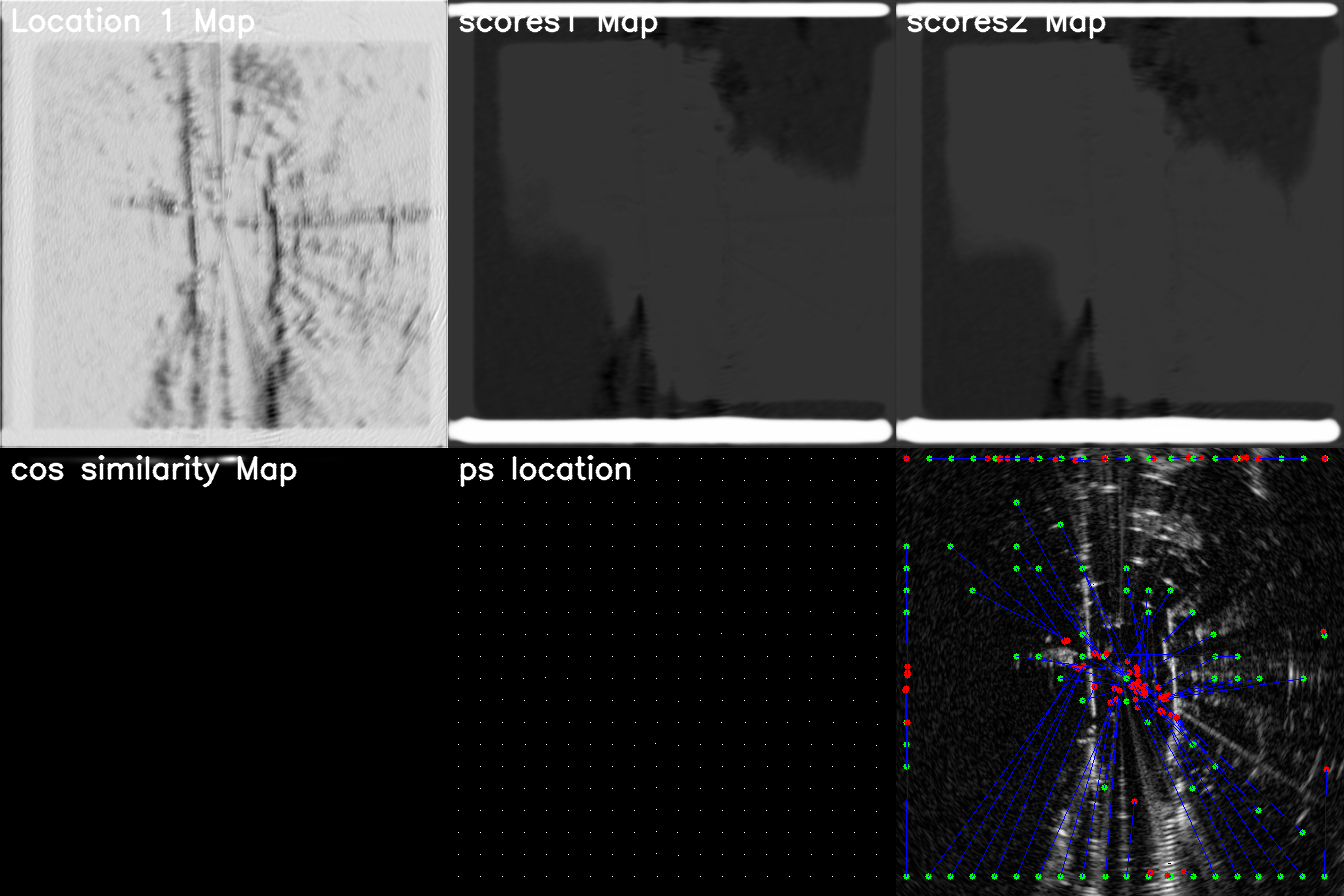 Location 1 Map
scores1 Map
scores2 Map
cos similarity Map
ps location